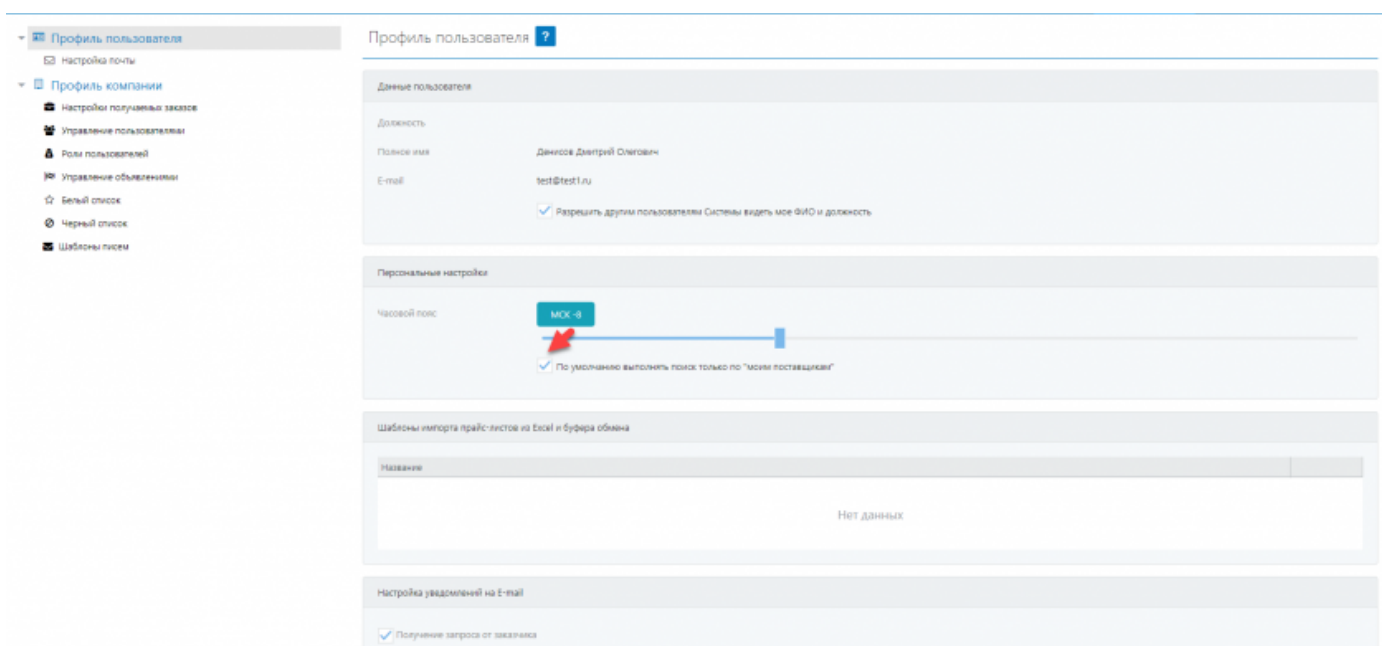 Профиль пользователя
Настройка почты
Профиль компании
Настройки получаемых заказов
Управление пользователями
Роли пользователей
Управление объявлениями
Белый список
Черный список
Шаблоны писем
Профиль пользователя ?
Данные пользователя
Должность
Полное имя Денисов Дмитрий Олегович
E-mail test@test1.ru
Разрешить другим пользователям Системы видеть мое ФИО и должность
Персональные настройки
Часовой пояс МСК -8
По умолчанию выполнять поиск только по "моим поставщикам"
Шаблоны импорта прайс-листов из Excel и буфера обмена
Название
Нет данных
Настройка уведомлений на E-mail
Получение запроса от заказчика